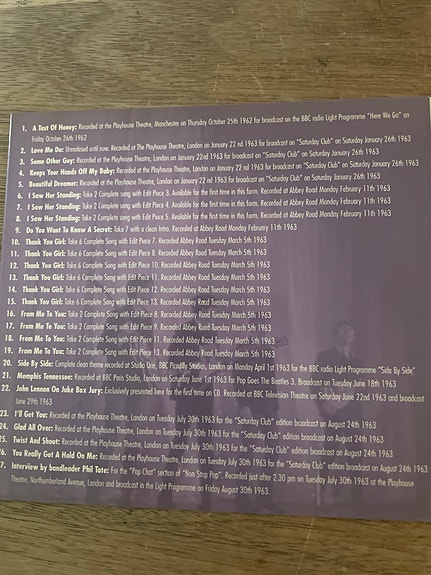 1. A Tast Of Honey: Recorded at the Playhouse Theatre, Manchester on Thursday October 25th 1962 for broadcast on the BBC radio Light Programme "Here We Go" on
Friday October 26th 1962
2. Love Me Do: Unreleased until now. Recorded at The Playhouse Theatre, London on January 22 nd 1963 for broadcast on "Saturday Club" on Saturday January 26th 1963
3. Some Other Guy: Recorded at the Playhouse Theatre, London on January 22nd 1963 for broadcast on "Saturday Club" on Saturday January 26th 1963
4. Keeps Your Hands Off My Baby: Recorded at the Playhouse Theatre, London on January 22 nd 1963 for broadcast on "Saturday Club" on Saturday January 26th 1963
5. Beautiful Dreamer: Recorded at the Playhouse Theatre, London on January 22 nd 1963 for broadcast on "Saturday Club" on Saturday January 26th 1963
6. I Saw Her Standing: Take 2 Complete song with Edit Piece 3. Available for the first time in this form. Recorded at Abbey Road Monday February 11th 1963
7. I Saw Her Standing: Take 2 Complete song with Edit Piece 4. Available for the first time in this form. Recorded at Abbey Road Monday February 11th 1963
8. I Saw Her Standing: Take 2 Complete song with Edit Piece 5. Available for the first time in this form. Recorded at Abbey Road Monday February 11th 1963
9. Do You Want To Know A Secret: Take 7 with a clean Intro. Recorded at Abbey Road Monday February 11th 1963
10. Thank You Girl: Take 6 Complete Song with Edit Piece 7. Recorded Abbey Road Tuesday March 5th 1963
11. Thank You Girl: Take 6 Complete Song with Edit Piece 8. Recorded Abbey Road Tuesday March 5th 1963
12. Thank You Girl: Take 6 Complete Song with Edit Piece 10. Recorded Abbey Road Tuesday March 5th 1963
13. Thank You Girl: Take 6 Complete Song with Edit Piece 11. Recorded Abbey Road Tuesday March 5th 1963
14. Thank You Girl: Take 6 Complete Song with Edit Piece 12. Recorded Abbey Road Tuesday March 5th 1963
15. Thank You Girl: Take 6 Complete Song with Edit Piece 13. Recorded Abbey Road Tuesday March 5th 1963
16. From Me To You: Take 2 Complete Song with Edit Piece 8. Recorded Abbey Road Tuesday March 5th 1963
17. From Me To You: Take 2 Complete Song with Edit Piece 9. Recorded Abbey Road Tuesday March 5th 1963
18. From Me To You: Take 2 Complete Song with Edit Piece 11. Recorded Abbey Road Tuesday March 5th 1963
19. From Me To You: Take 2 Complete Song with Edit Piece 13. Recorded Abbey Road Tuesday March 5th 1963
20. Side By Side: Complete clean theme recorded at Studio One, BBC Picadilly Studios, London on Monday April 1st 1963 for the BBC radio Light Programme "Side By Side"
21. Memphis Tennessee: Recorded at BBC Paris Studio, London on Saturday June 1st 1963 for Pop Goes The Beatles 3. Broadcast on Tuesday June 18th 1963
22. John Lennon On Juke Box Jury: Exclusively presented here for the first time on CD. Recorded at BBC Television Theatre on Saturday June 22nd 1963 and broadcast
June 29th 1963
23. I'll Get You: Recorded at the Playhouse Theatre, London on Tuesday July 30th 1963 for the "Saturday Club" edition broadcast on August 24th 1963
24. Glad All Over: Recorded at the Playhouse Theatre, London on Tuesday July 30th 1963 for the "Saturday Club" edition broadcast on August 24th 1963
25. Twist And Shout: Recorded at the Playhouse Theatre, London on Tuesday July 30th 1963 for the "Saturday Club" edition broadcast on August 24th 1963
26. You Really Got A Hold On Me: Recorded at the Playhouse Theatre, London on Tuesday July 30th 1963 for the "Saturday Club" edition broadcast on August 24th 1963
7. Interview by bandleader Phil Tate: For the "Pop Chat" section of "Non Stop Pop". Recorded just after 2.30 pm on Tuesday July 30th 1963 at the Playhouse
Theatre, Northumberland Avenue, London and broadcast in the Light Programme on Friday August 30th 1963.